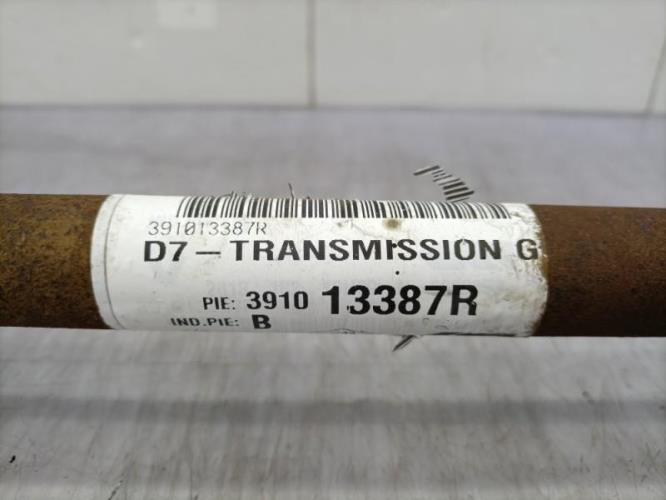 391013387R
D7 - TRANSMISSION G
PIE: 3910 13387R
IND.PIE: B